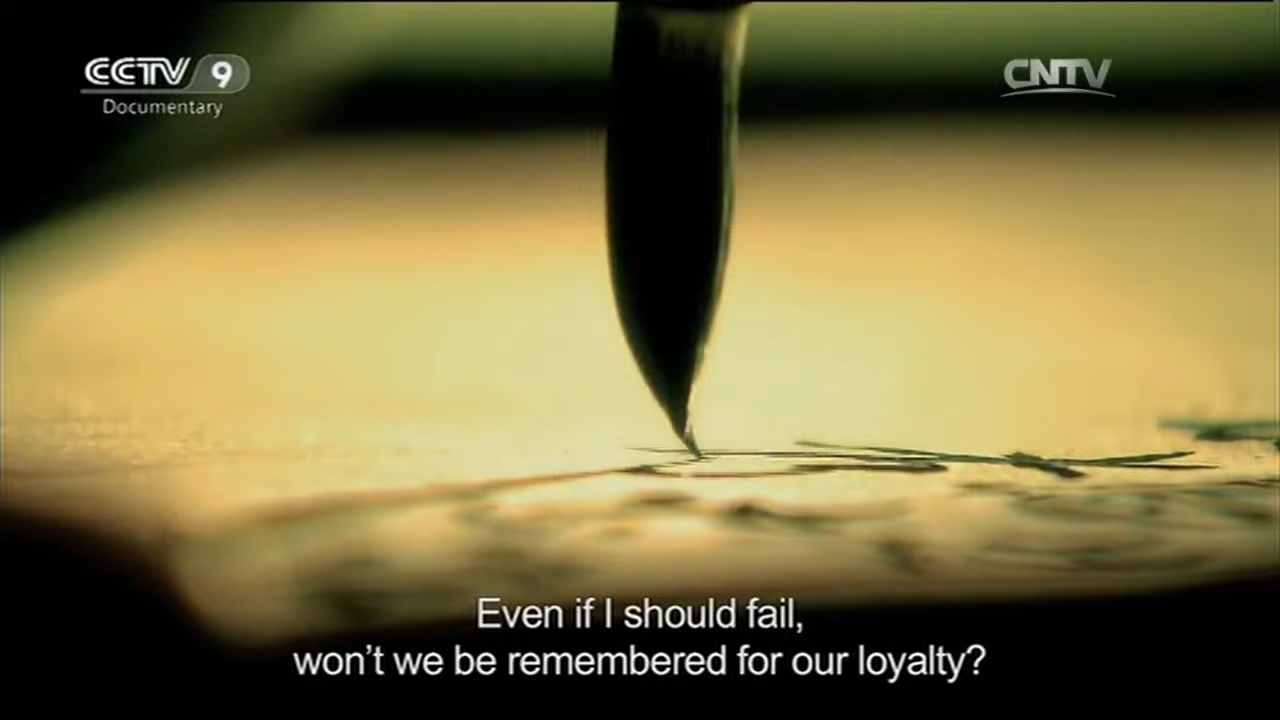 CCTV 9
Documentary
CNTV
Even if I should fail,
won't we be remembered for our loyalty?